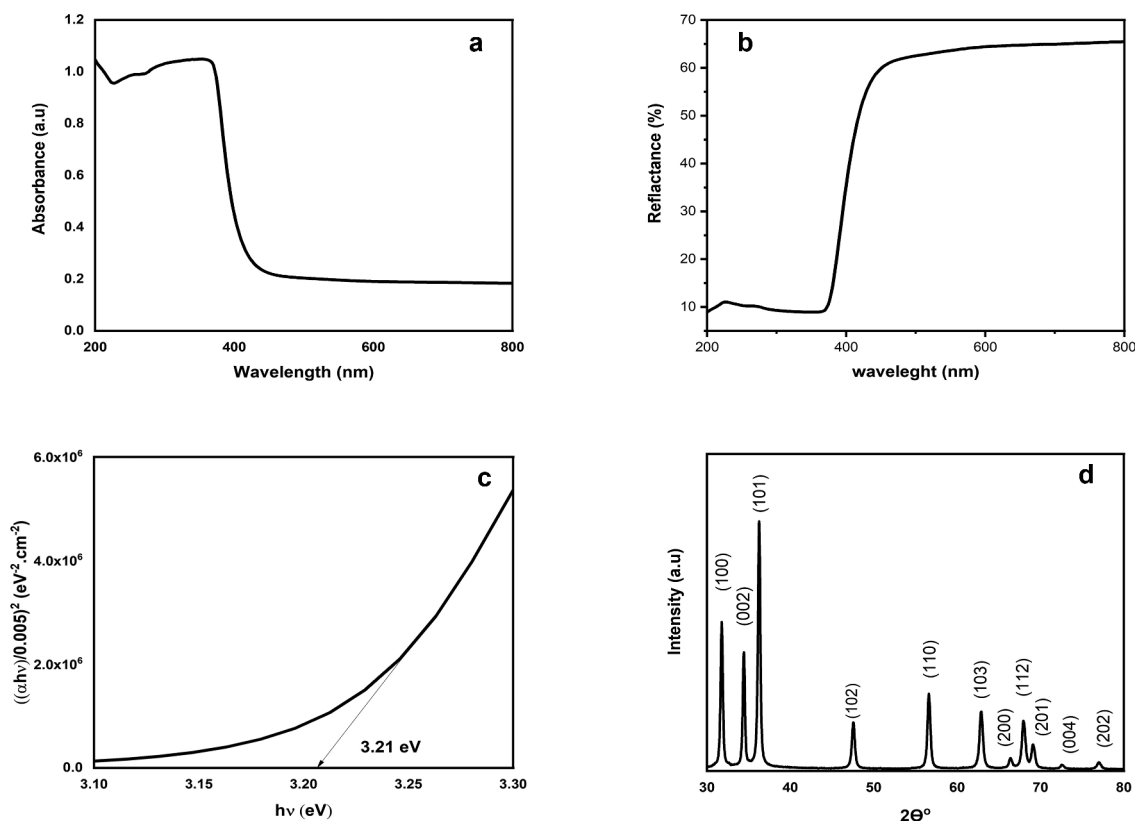 a
1.2
1.0
0.8
0.6
0.4
0.2
0.0
Absorbance (a.u)
200
400
600
800
Wavelength (nm)
b
70
60
50
40
30
20
10
Reflactance (%)
200
400
600
800
waveleght (nm)
c
6.0x10⁶
4.0x10⁶
2.0x10⁶
0.0
((αhν)/0.005)² (eV⁻².cm⁻²)
3.21 eV
3.10
3.15
3.20
3.25
3.30
hν (eV)
d
Intensity (a.u)
(100)
(002)
(101)
(102)
(110)
(103)
(200)
(112)
(201)
(004)
(202)
30
40
50
60
70
80
2Θ°